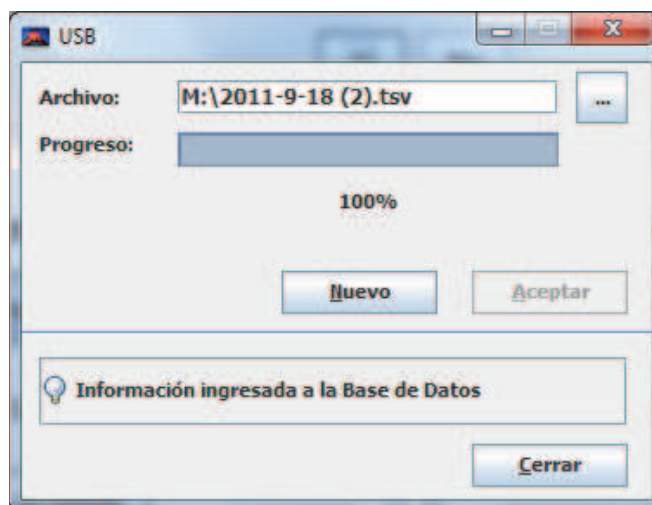 USB
Archivo: M:\2011-9-18 (2).tsv ...
Progreso:
100%
Nuevo Aceptar
Información ingresada a la Base de Datos
Cerrar